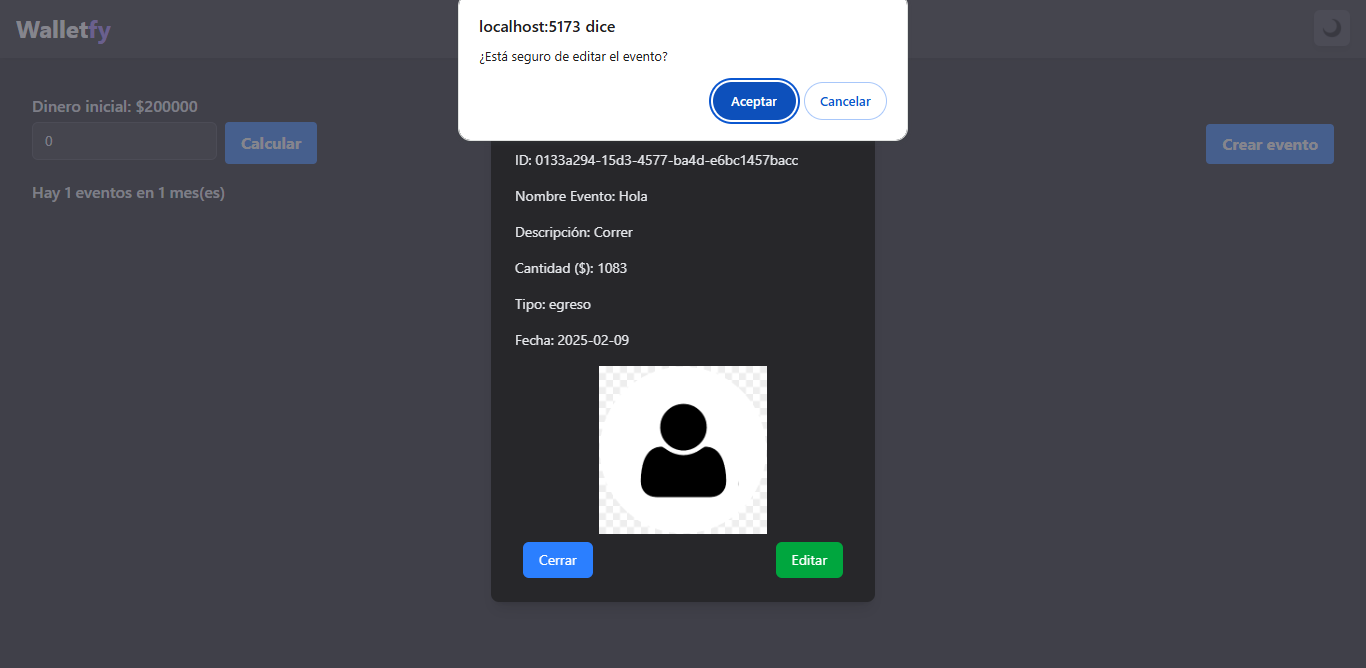 Walletfy
localhost:5173 dice
¿Está seguro de editar el evento?
Aceptar
Cancelar
Dinero inicial: $200000
0
Calcular
Crear evento
Hay 1 eventos en 1 mes(es)
ID: 0133a294-15d3-4577-ba4d-e6bc1457bacc
Nombre Evento: Hola
Descripción: Correr
Cantidad ($): 1083
Tipo: egreso
Fecha: 2025-02-09
Cerrar
Editar